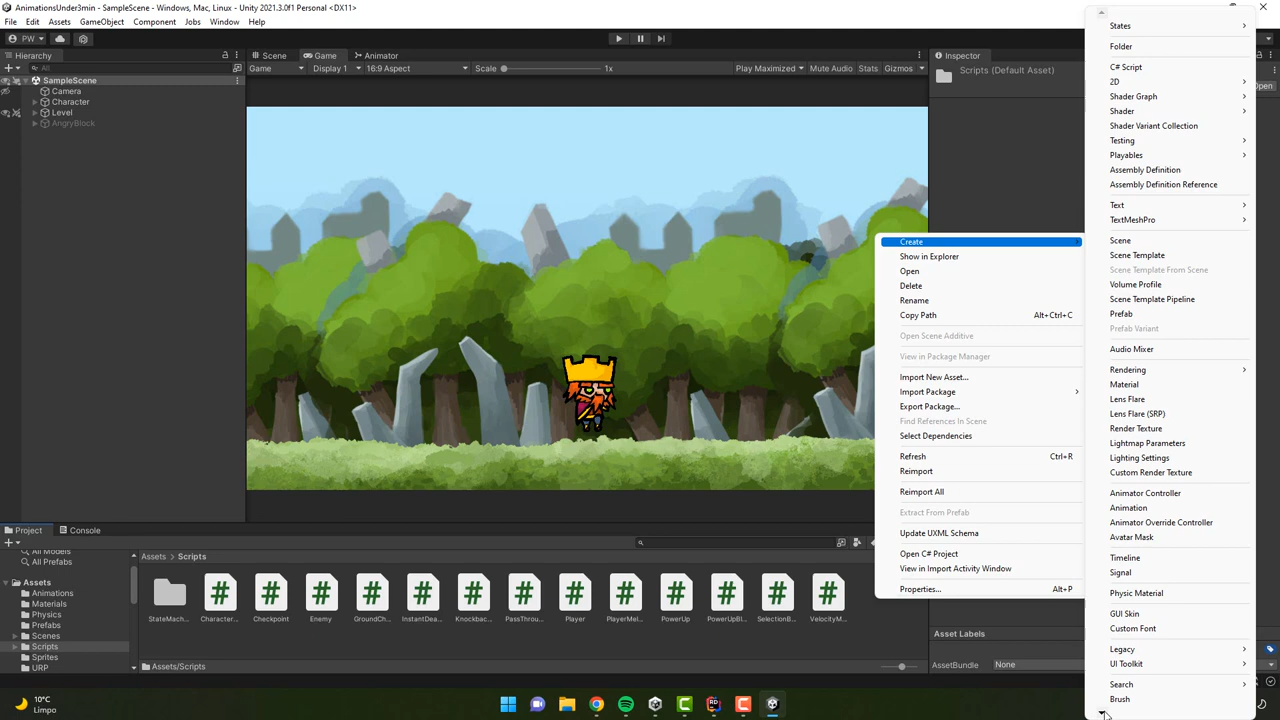 AnimationsUnder3min - SampleScene - Windows, Mac, Linux - Unity 2021.3.0f1 Personal <DX11>
File Edit Assets GameObject Component Jobs Window Help
PW
Hierarchy
All
SampleScene
Camera
Character
Level
AngryBlock
Scene Game Animator
Game Display 1 16:9 Aspect Scale 1x Play Maximized Mute Audio Stats Gizmos
Inspector
Scripts (Default Asset)
Open
Create
Show in Explorer
Open
Delete
Rename
Copy Path Alt+Ctrl+C
Open Scene Additive
View in Package Manager
Import New Asset...
Import Package
Export Package...
Find References In Scene
Select Dependencies
Refresh Ctrl+R
Reimport
Reimport All
Extract From Prefab
Update UXML Schema
Open C# Project
View in Import Activity Window
Properties... Alt+P
States
Folder
C# Script
2D
Shader Graph
Shader
Shader Variant Collection
Testing
Playables
Assembly Definition
Assembly Definition Reference
Text
TextMeshPro
Scene
Scene Template
Scene Template From Scene
Volume Profile
Scene Template Pipeline
Prefab
Prefab Variant
Audio Mixer
Rendering
Material
Lens Flare
Lens Flare (SRP)
Render Texture
Lightmap Parameters
Lighting Settings
Custom Render Texture
Animator Controller
Animation
Animator Override Controller
Avatar Mask
Timeline
Signal
Physic Material
GUI Skin
Custom Font
Legacy
UI Toolkit
Search
Brush
Project Console
All Models
All Prefabs
Assets
Animations
Materials
Physics
Prefabs
Scenes
Scripts
Sprites
URP
Assets > Scripts
StateMach... Character... Checkpoint Enemy GroundCh... InstantDea... Knockbac... PassThrou... Player PlayerMei... PowerUp PowerUpBl... SelectionB... VelocityM...
Assets/Scripts
Asset Labels
AssetBundle None
10°C
Limpo